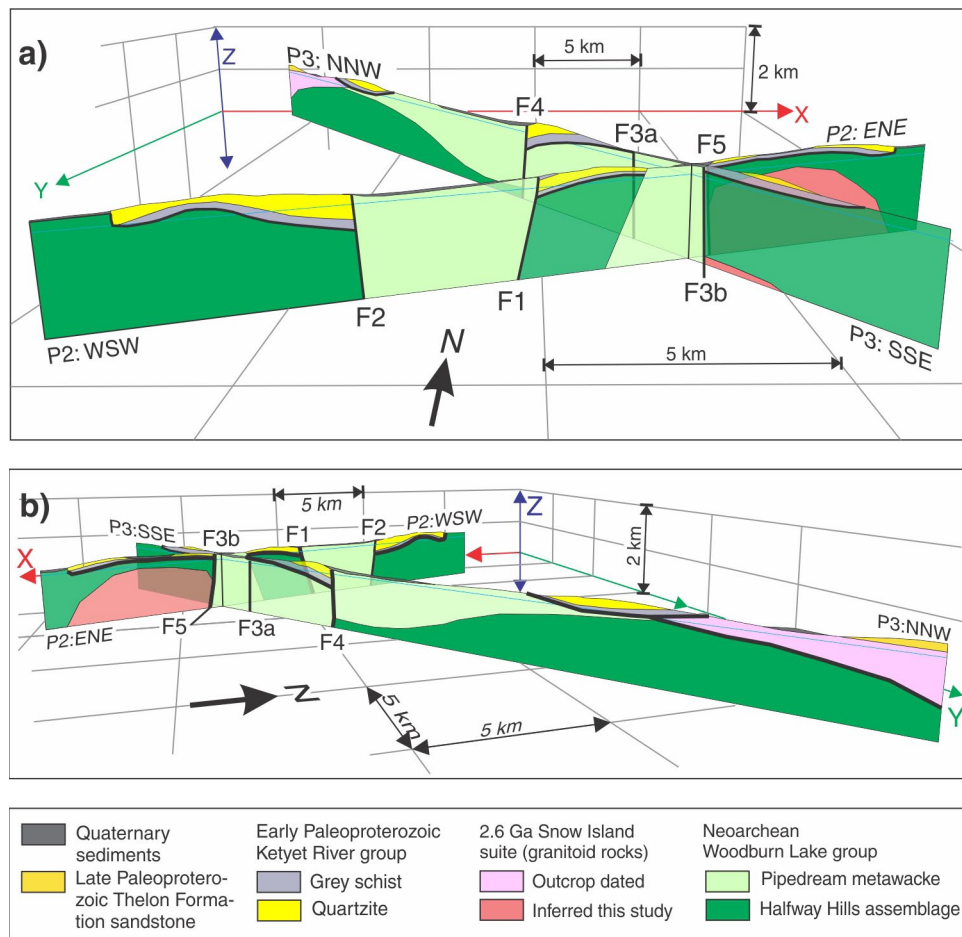 a)
P3: NNW
Z
5 km
2 km
X
F4
F3a
F5
P2: ENE
Y
F2
F1
F3b
P2: WSW
N
5 km
P3: SSE
b)
5 km
Z
P3:SSE
F3b
F1
F2
P2:WSW
2 km
X
P2:ENE
F5
F3a
F4
P3:NNW
N
5 km
5 km
Y
Quaternary
sediments
Late Paleoprotero-
zoic Thelon Forma-
tion sandstone
Early Paleoproterozoic
Ketyet River group
Grey schist
Quartzite
2.6 Ga Snow Island
suite (granitoid rocks)
Outcrop dated
Inferred this study
Neoarchean
Woodburn Lake group
Pipedream metawacke
Halfway Hills assemblage